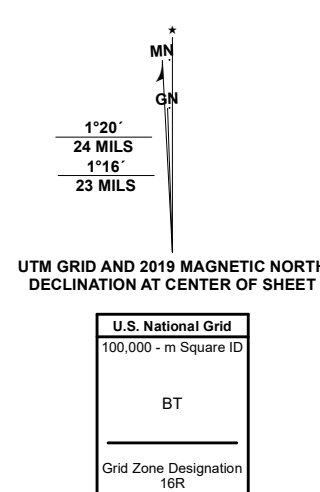 MN
GN
1°20´
24 MILS
1°16´
23 MILS
UTM GRID AND 2019 MAGNETIC NORTH
DECLINATION AT CENTER OF SHEET
U.S. National Grid
100,000 - m Square ID
BT
Grid Zone Designation
16R